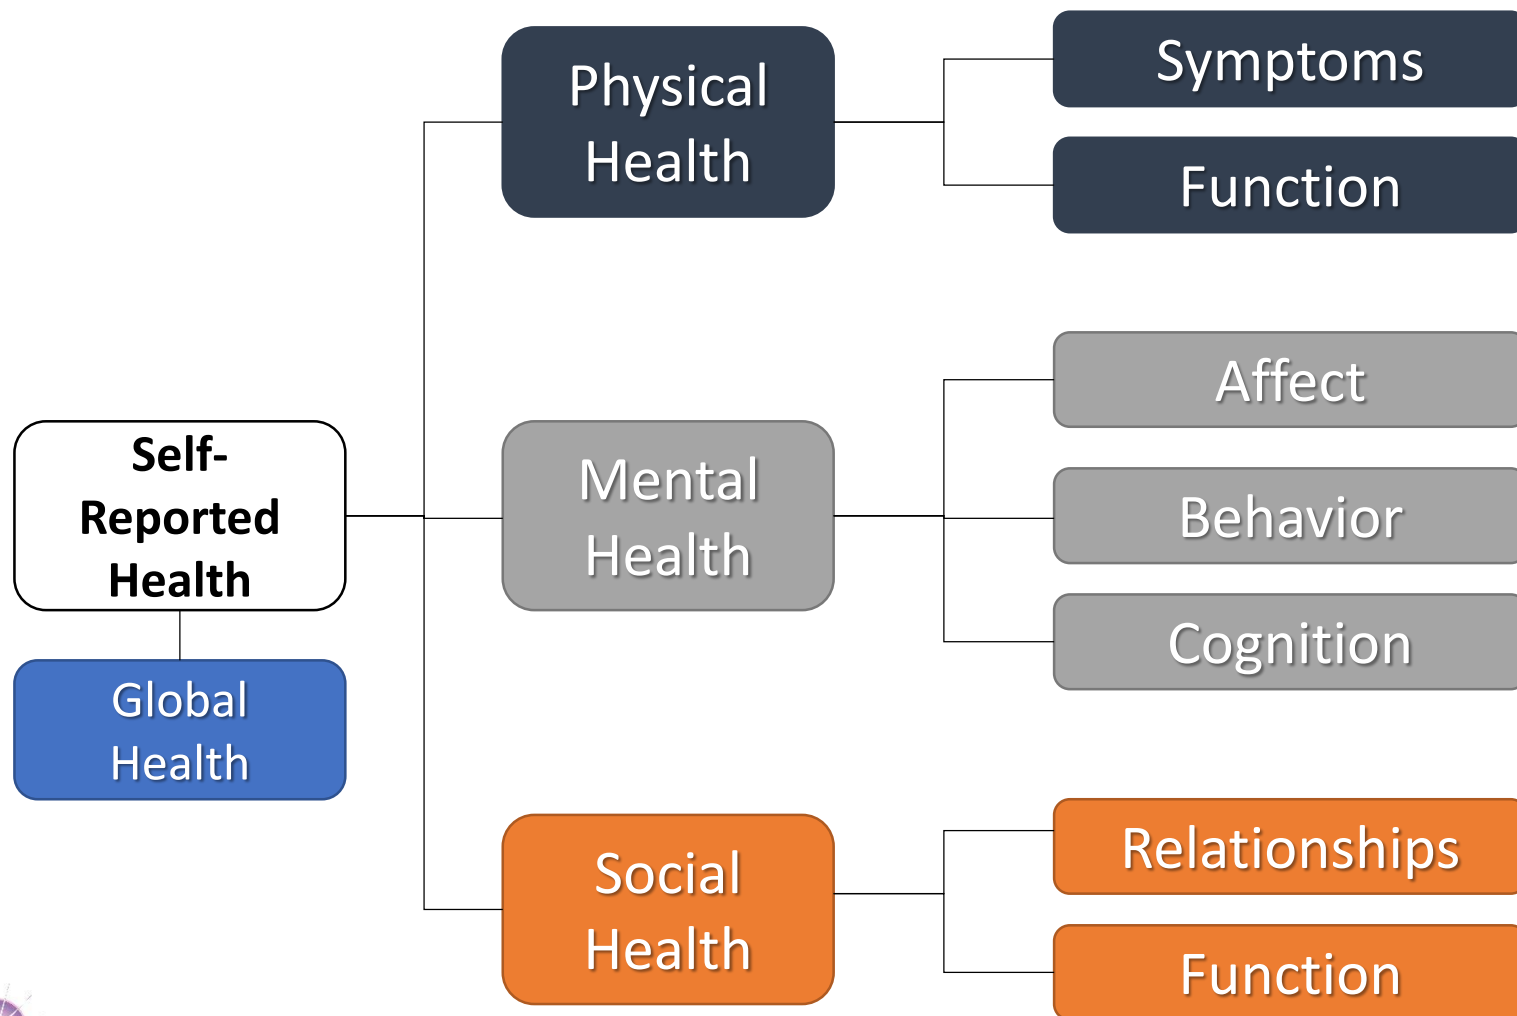 Physical
Health
Symptoms
Function
Self-
Reported
Health
Global
Health
Mental
Health
Affect
Behavior
Cognition
Social
Health
Relationships
Function